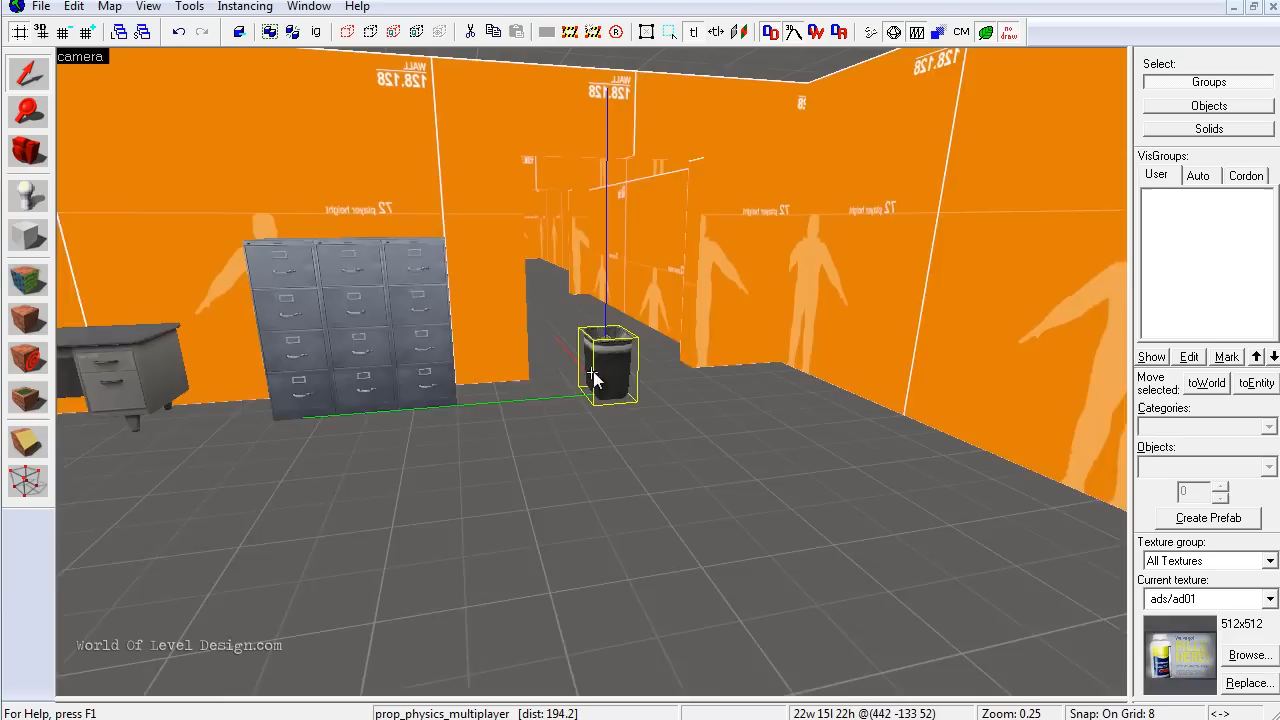 File Edit Map View Tools Instancing Window Help
camera
WALL
128.128
WALL
128.128
128.128
72 player height
72 player height
72 player height
World Of Level Design.com
Select:
Groups
Objects
Solids
VisGroups:
User Auto Cordon
Show Edit Mark
Move selected:
toWorld toEntity
Categories:
Objects:
0
Create Prefab
Texture group:
All Textures
Current texture:
ads/ad01
512x512
Browse...
Replace...
For Help, press F1 prop_physics_multiplayer [dist: 194.2] 22w 15l 22h @(442 -133 52) Zoom: 0.25 Snap: On Grid: 8 <->